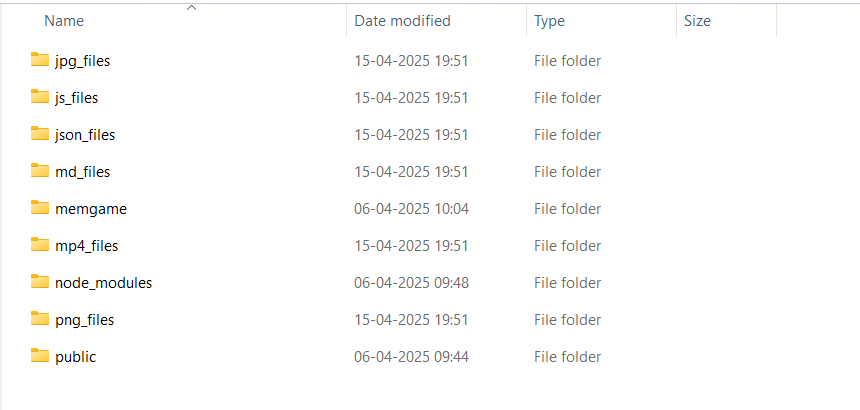 Name Date modified Type Size
jpg_files 15-04-2025 19:51 File folder
js_files 15-04-2025 19:51 File folder
json_files 15-04-2025 19:51 File folder
md_files 15-04-2025 19:51 File folder
memgame 06-04-2025 10:04 File folder
mp4_files 15-04-2025 19:51 File folder
node_modules 06-04-2025 09:48 File folder
png_files 15-04-2025 19:51 File folder
public 06-04-2025 09:44 File folder